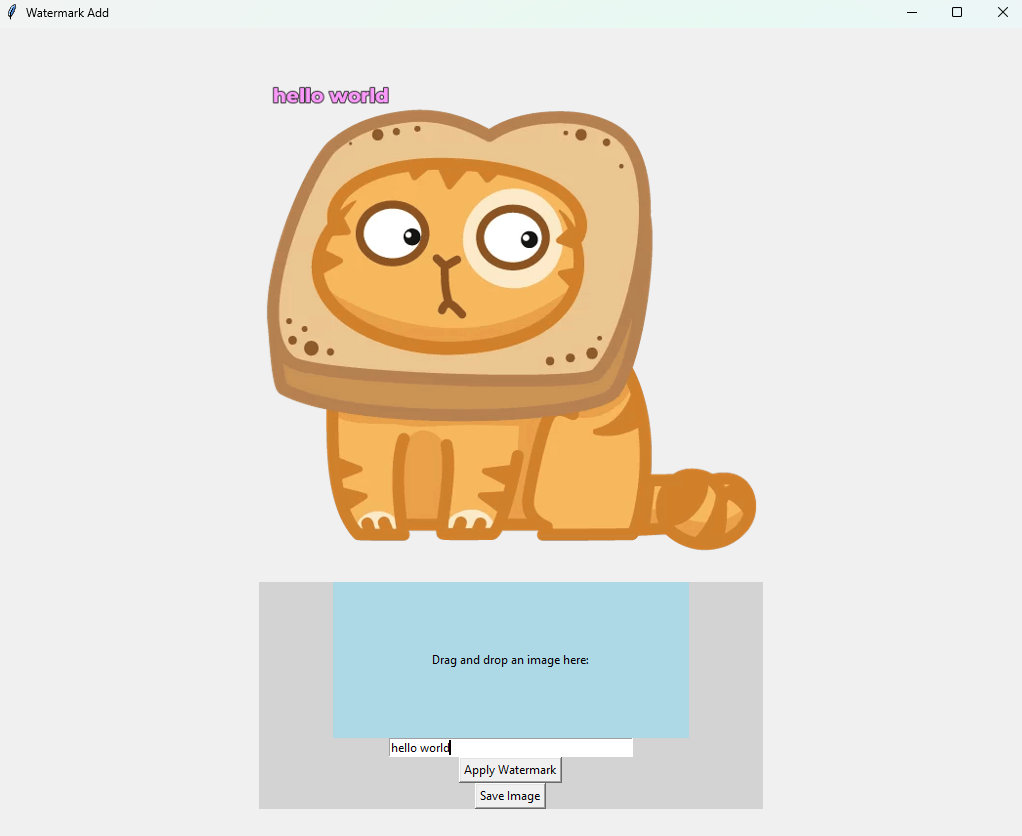 Watermark Add
hello world
Drag and drop an image here:
hello world
Apply Watermark
Save Image